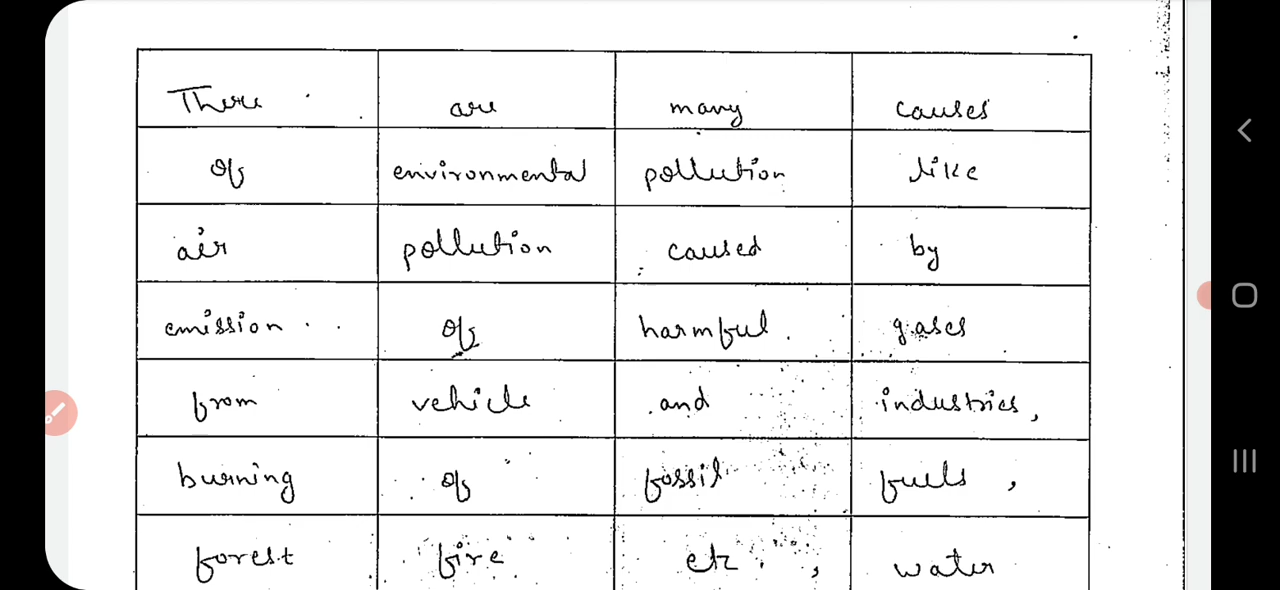 There are many causes
of environmental pollution like
air pollution caused by
emission of harmful gases
from vehicle and industries,
burning of fossil fuels,
forest fire etc, water